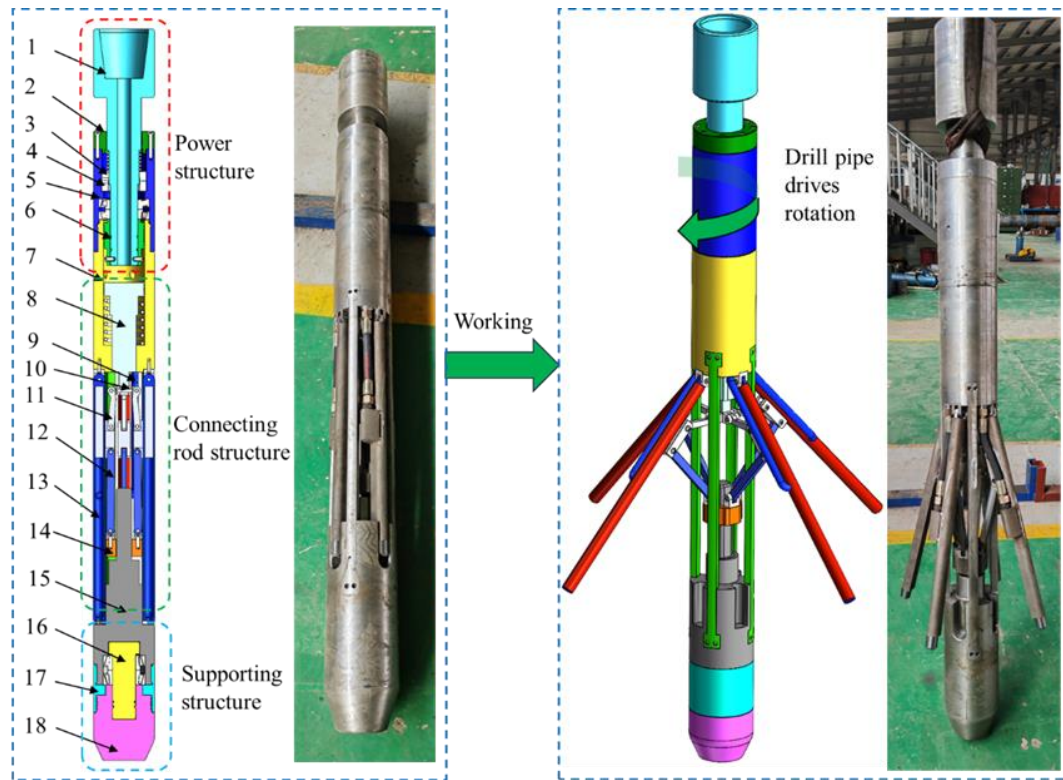 1
2
3
4
5
6
7
8
9
10
11
12
13
14
15
16
17
18
Power
structure
Connecting
rod structure
Supporting
structure
Working
Drill pipe
drives
rotation